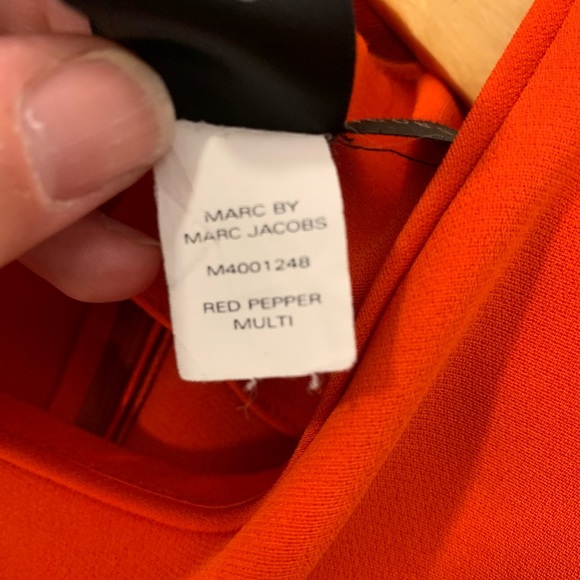 MARC BY
MARC JACOBS
M4001248
RED PEPPER
MULTI